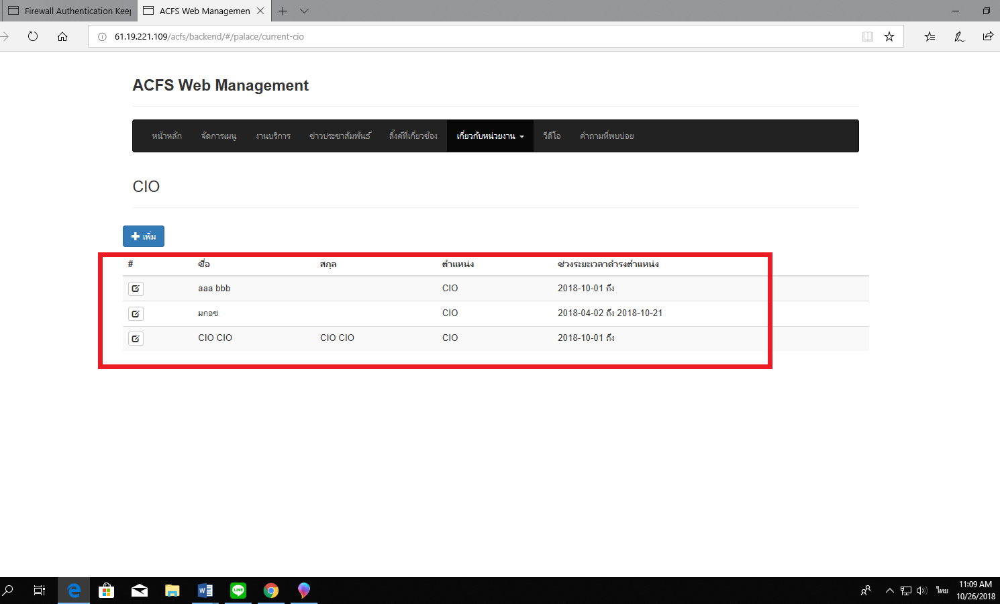 Firewall Authentication Keep
ACFS Web Managemen
61.19.221.109/acfs/backend/#/palace/current-cio
ACFS Web Management
หน้าหลัก จัดการเมนู งานบริการ ข่าวประชาสัมพันธ์ ลิ้งค์ที่เกี่ยวข้อง เกี่ยวกับหน่วยงาน วีดีโอ คำถามที่พบบ่อย
CIO
เพิ่ม
# ชื่อ สกุล ตำแหน่ง ช่วงระยะเวลาดำรงตำแหน่ง
aaa bbb CIO 2018-10-01 ถึง
มกอช CIO 2018-04-02 ถึง 2018-10-21
CIO CIO CIO CIO CIO 2018-10-01 ถึง
ไทย
11:09 AM
10/26/2018